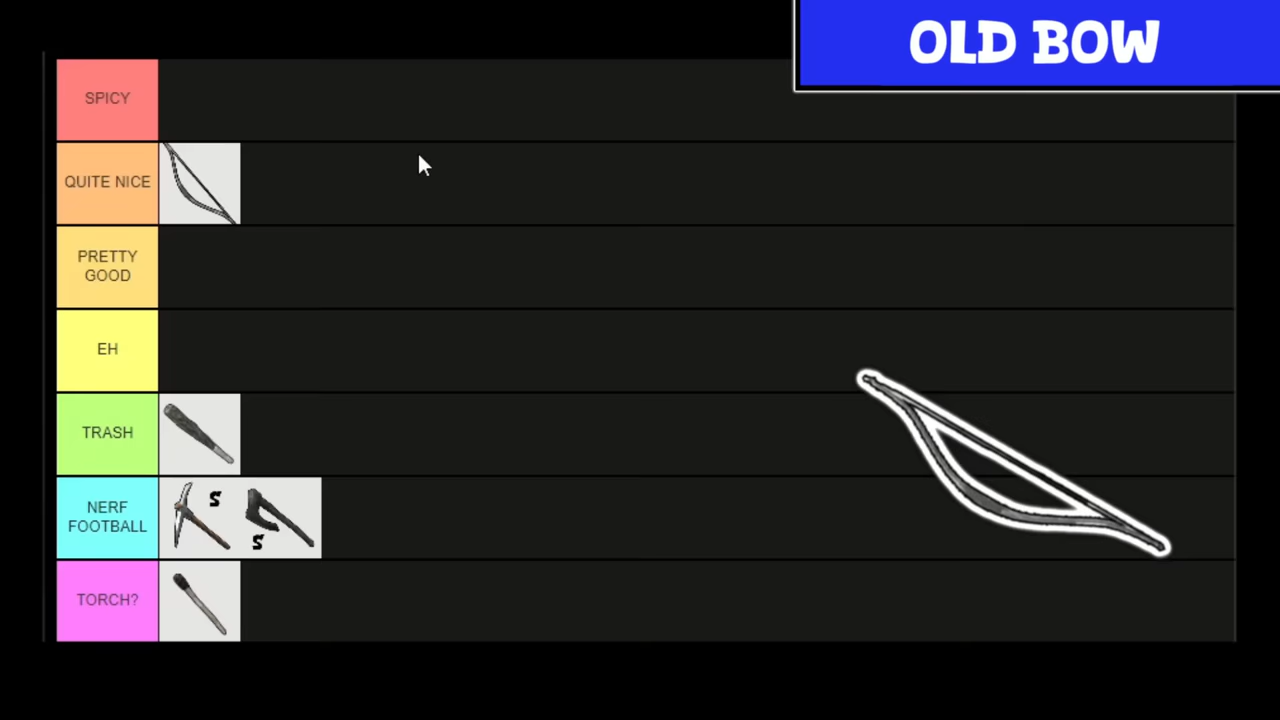 OLD BOW
SPICY
QUITE NICE
PRETTY
GOOD
EH
TRASH
NERF
FOOTBALL
S
S
TORCH?